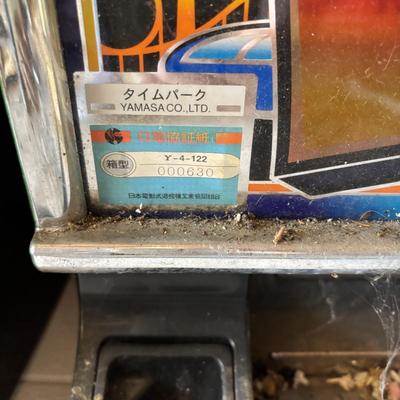 タイムパーク
YAMASA CO., LTD.
日電協証紙
箱型
Y-4-122
000630
日本電動式遊技機工業協同組合